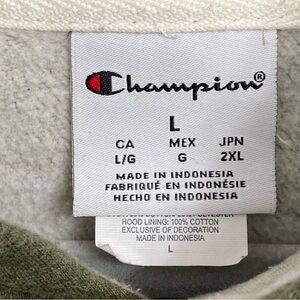 Champion®
L
CA MEX JPN
L/G G 2XL
MADE IN INDONESIA
FABRIQUÉ EN INDONÉSIE
HECHO EN INDONESIA
HOOD LINING: 100% COTTON
EXCLUSIVE OF DECORATION
MADE IN INDONESIA
L